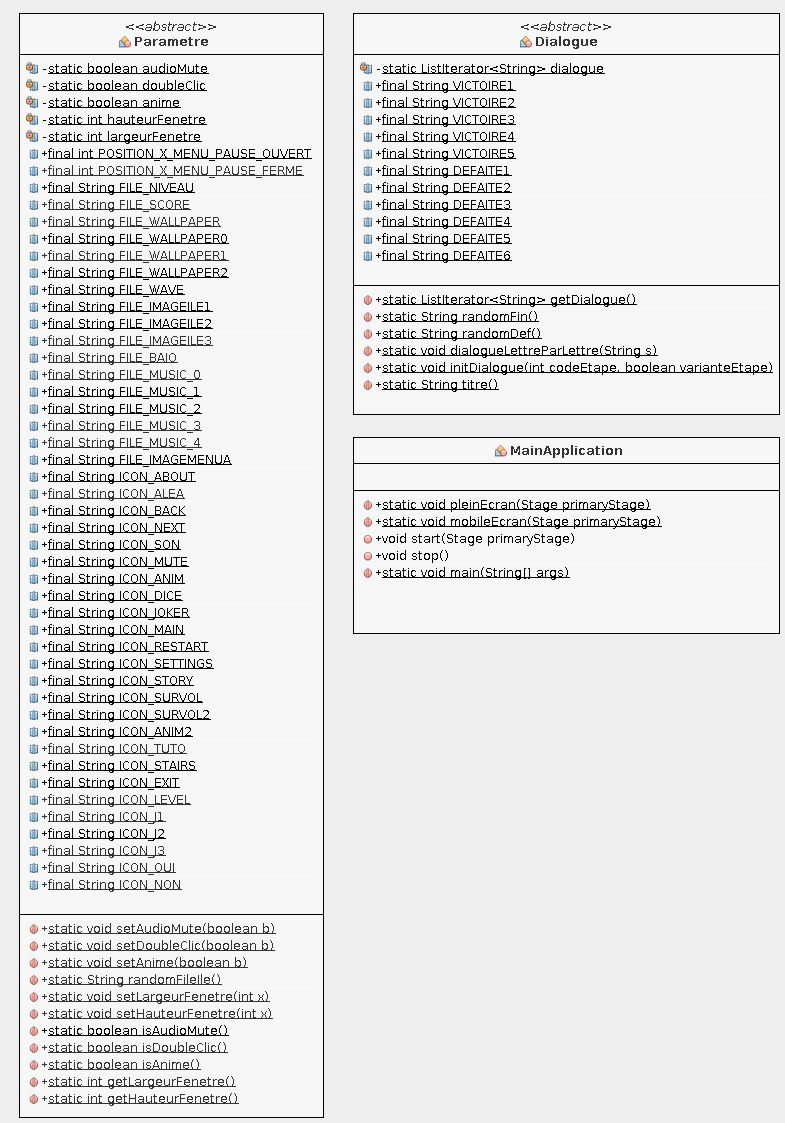 <<abstract>>
Parametre
-static boolean audioMute
-static boolean doubleClic
-static boolean anime
-static int hauteurFenetre
-static int largeurFenetre
+final int POSITION_X_MENU_PAUSE_OUVERT
+final int POSITION_X_MENU_PAUSE_FERME
+final String FILE_NIVEAU
+final String FILE_SCORE
+final String FILE_WALLPAPER
+final String FILE_WALLPAPER0
+final String FILE_WALLPAPER1
+final String FILE_WALLPAPER2
+final String FILE_WAVE
+final String FILE_IMAGEILE1
+final String FILE_IMAGEILE2
+final String FILE_IMAGEILE3
+final String FILE_BAIO
+final String FILE_MUSIC_0
+final String FILE_MUSIC_1
+final String FILE_MUSIC_2
+final String FILE_MUSIC_3
+final String FILE_MUSIC_4
+final String FILE_IMAGEMENUA
+final String ICON_ABOUT
+final String ICON_ALEA
+final String ICON_BACK
+final String ICON_NEXT
+final String ICON_SON
+final String ICON_MUTE
+final String ICON_ANIM
+final String ICON_DICE
+final String ICON_JOKER
+final String ICON_MAIN
+final String ICON_RESTART
+final String ICON_SETTINGS
+final String ICON_STORY
+final String ICON_SURVOL
+final String ICON_SURVOL2
+final String ICON_ANIM2
+final String ICON_TUTO
+final String ICON_STAIRS
+final String ICON_EXIT
+final String ICON_LEVEL
+final String ICON_J1
+final String ICON_J2
+final String ICON_J3
+final String ICON_OUI
+final String ICON_NON
+static void setAudioMute(boolean b)
+static void setDoubleClic(boolean b)
+static void setAnime(boolean b)
+static String randomFileIle()
+static void setLargeurFenetre(int x)
+static void setHauteurFenetre(int x)
+static boolean isAudioMute()
+static boolean isDoubleClic()
+static boolean isAnime()
+static int getLargeurFenetre()
+static int getHauteurFenetre()
<<abstract>>
Dialogue
-static ListIterator<String> dialogue
+final String VICTOIRE1
+final String VICTOIRE2
+final String VICTOIRE3
+final String VICTOIRE4
+final String VICTOIRE5
+final String DEFAITE1
+final String DEFAITE2
+final String DEFAITE3
+final String DEFAITE4
+final String DEFAITE5
+final String DEFAITE6
+static ListIterator<String> getDialogue()
+static String randomFin()
+static String randomDef()
+static void dialogueLettreParLettre(String s)
+static void initDialogue(int codeEtape, boolean varianteEtape)
+static String titre()
MainApplication
+static void pleinEcran(Stage primaryStage)
+static void mobileEcran(Stage primaryStage)
+void start(Stage primaryStage)
+void stop()
+static void main(String[] args)